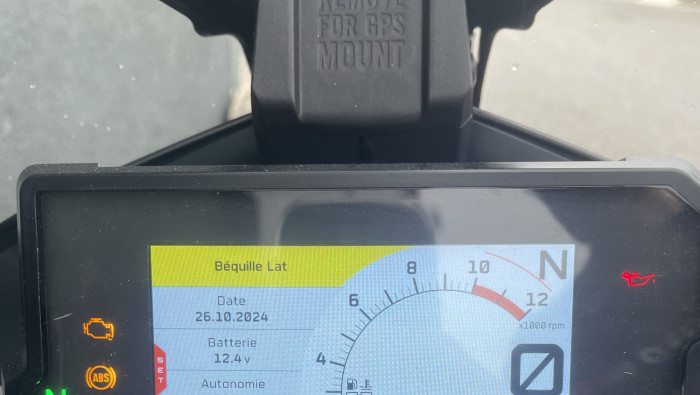 REMOVE
FOR GPS
MOUNT
Béquille Lat
Date
26.10.2024
Batterie
12.4 v
Autonomie
SET
4
6
8
10
12
x1000 rpm
N
ABS
N